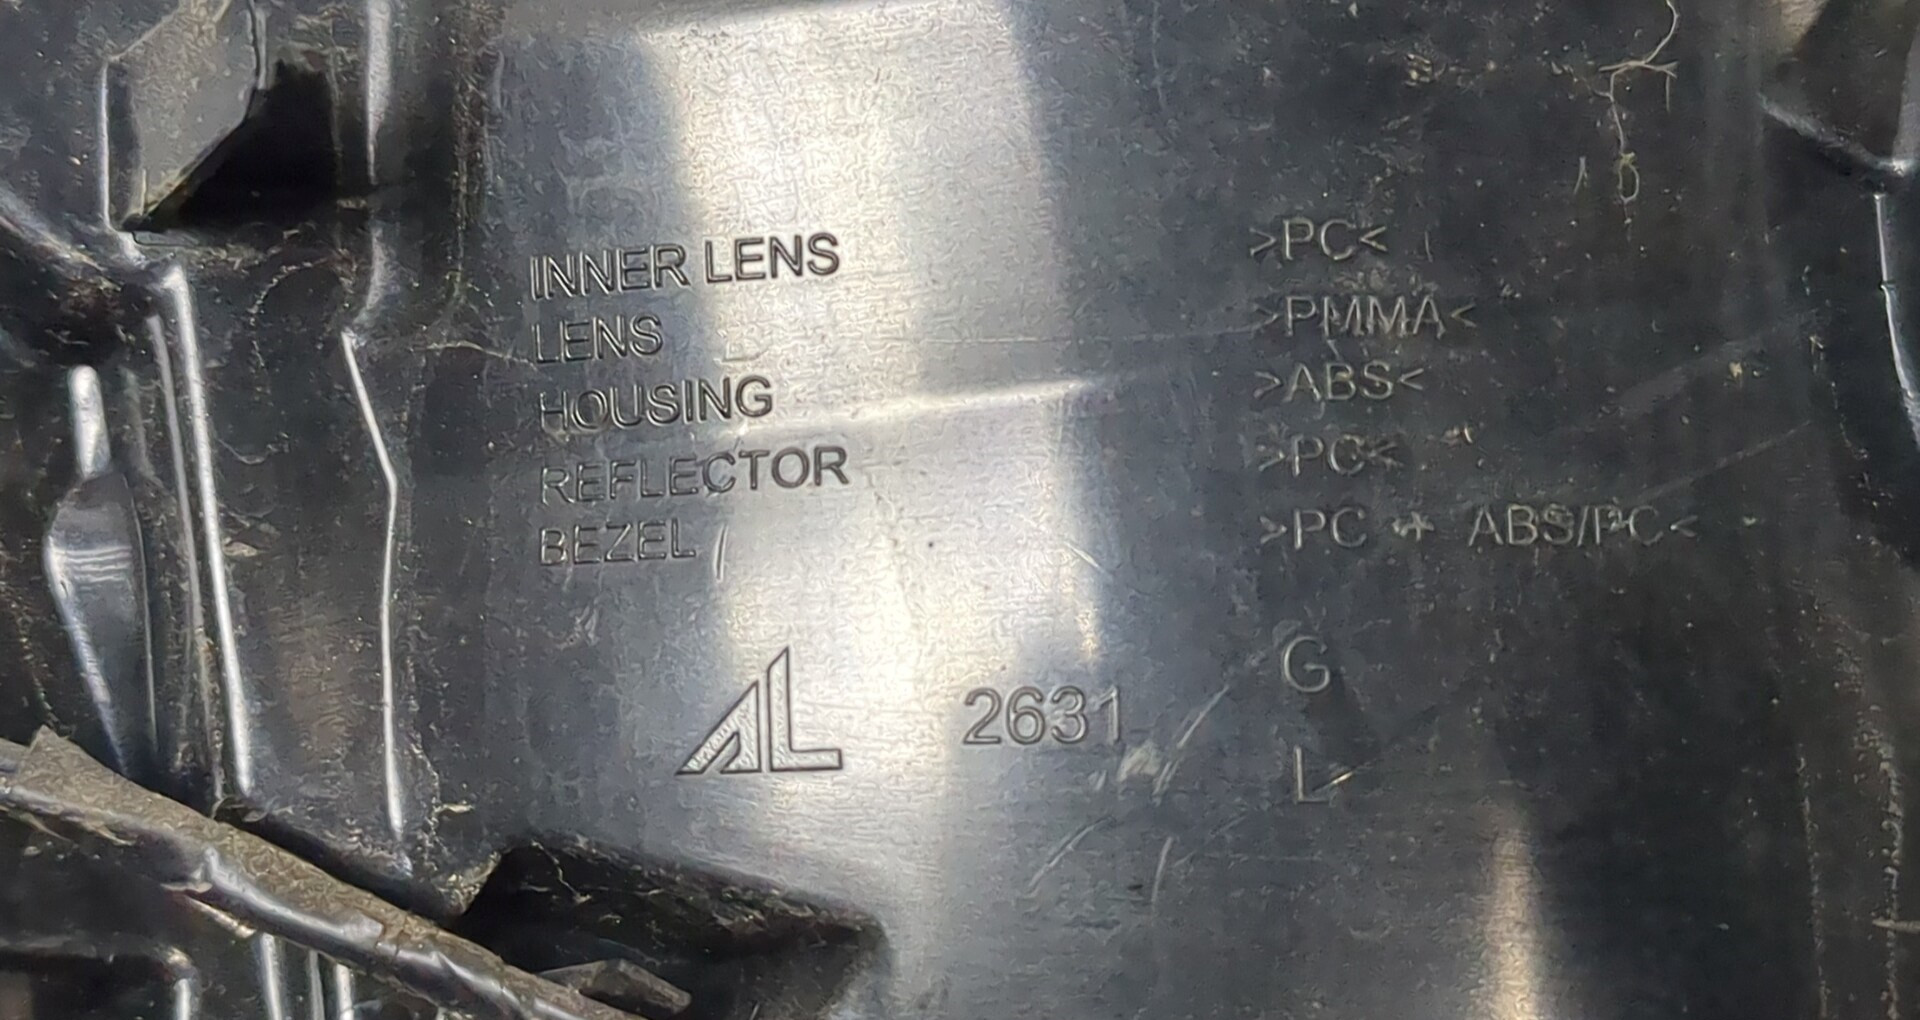 INNER LENS >PC<
LENS >PMMA<
HOUSING >ABS<
REFLECTOR >PC<
BEZEL >PC + ABS/PC<
AL 2631 G
L